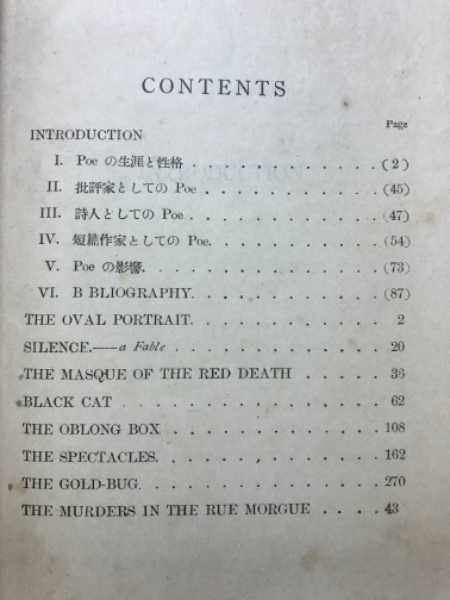 CONTENTS
Page
INTRODUCTION
I. Poe の生涯と性格 . . . . . . . . . . . . (2)
II. 批評家としての Poe . . . . . . . . . . . (45)
III. 詩人としての Poe . . . . . . . . . . . . (47)
IV. 短篇作家としての Poe. . . . . . . . . . (54)
V. Poe の影響. . . . . . . . . . . . . . (73)
VI. B BLIOGRAPHY. . . . . . . . . . . (87)
THE OVAL PORTRAIT. . . . . . . . . . . 2
SILENCE.——a Fable . . . . . . . . . . . . 20
THE MASQUE OF THE RED DEATH . . . . . 36
BLACK CAT . . . . . . . . . . . . . . 62
THE OBLONG BOX . . . . . . . . . . . . 108
THE SPECTACLES. . . . . . . . . . . . . 162
THE GOLD-BUG. . . . . . . . . . . . . . 270
THE MURDERS IN THE RUE MORGUE . . . . 43